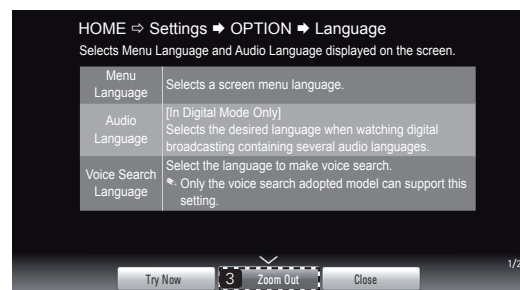 HOME ⇨ Settings ➡ OPTION ➡ Language
Selects Menu Language and Audio Language displayed on the screen.
Menu
Language
Selects a screen menu language.
Audio
Language
[In Digital Mode Only]
Selects the desired language when watching digital
broadcasting containing several audio languages.
Voice Search
Language
Select the language to make voice search.
Only the voice search adopted model can support this
setting.
1/2
Try Now
3 Zoom Out
Close